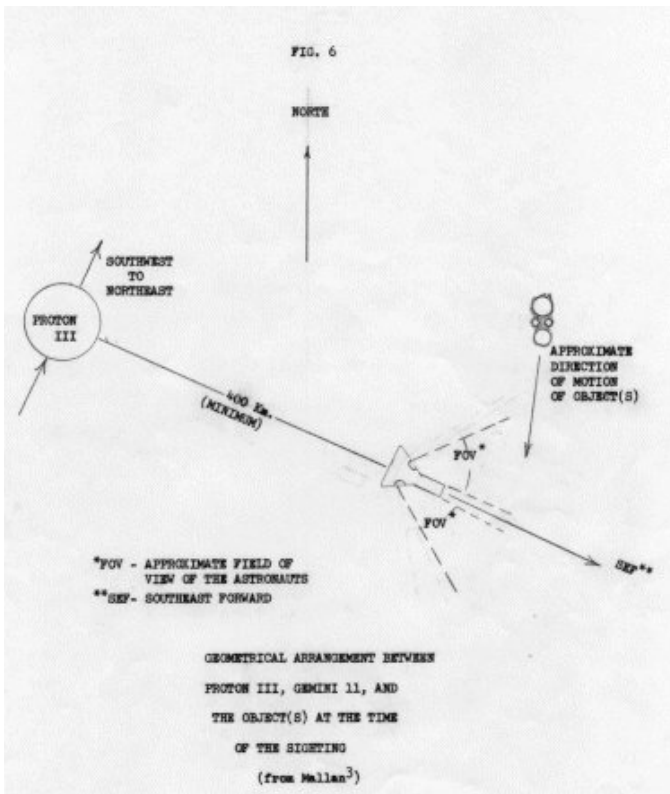 FIG. 6
NORTH
SOUTHWEST
TO
NORTHEAST
PROTON
III
APPROXIMATE
DIRECTION
OF MOTION
OF OBJECT(S)
400 Km.
(MINIMUM)
FOV*
FOV*
SEF**
*FOV - APPROXIMATE FIELD OF
VIEW OF THE ASTRONAUTS
**SEF- SOUTHEAST FORWARD
GEOMETRICAL ARRANGEMENT BETWEEN
PROTON III, GEMINI 11, AND
THE OBJECT(S) AT THE TIME
OF THE SIGHTING
(from Mallan3)